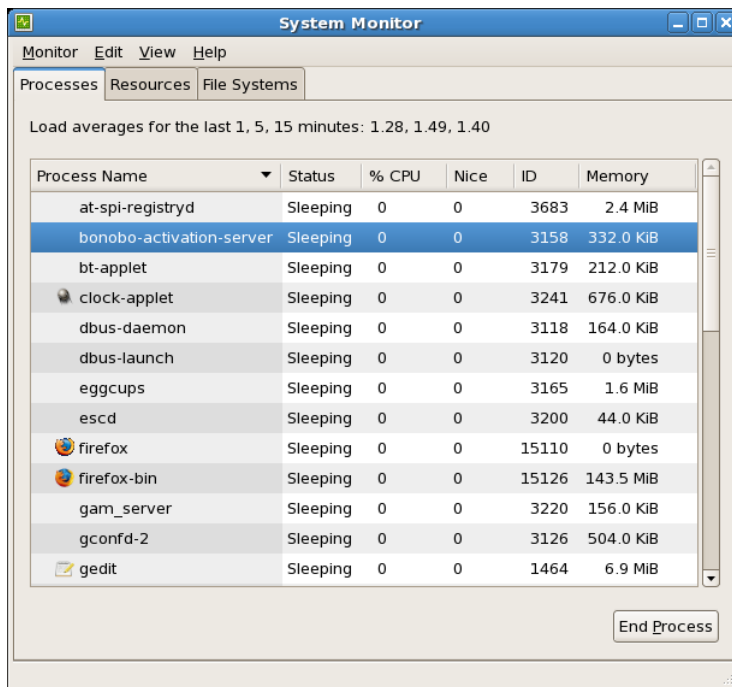 System Monitor
Monitor Edit View Help
Processes Resources File Systems
Load averages for the last 1, 5, 15 minutes: 1.28, 1.49, 1.40
Process Name Status % CPU Nice ID Memory
at-spi-registryd Sleeping 0 0 3683 2.4 MiB
bonobo-activation-server Sleeping 0 0 3158 332.0 KiB
bt-applet Sleeping 0 0 3179 212.0 KiB
clock-applet Sleeping 0 0 3241 676.0 KiB
dbus-daemon Sleeping 0 0 3118 164.0 KiB
dbus-launch Sleeping 0 0 3120 0 bytes
eggcups Sleeping 0 0 3165 1.6 MiB
escd Sleeping 0 0 3200 44.0 KiB
firefox Sleeping 0 0 15110 0 bytes
firefox-bin Sleeping 0 0 15126 143.5 MiB
gam_server Sleeping 0 0 3220 156.0 KiB
gconfd-2 Sleeping 0 0 3126 504.0 KiB
gedit Sleeping 0 0 1464 6.9 MiB
End Process